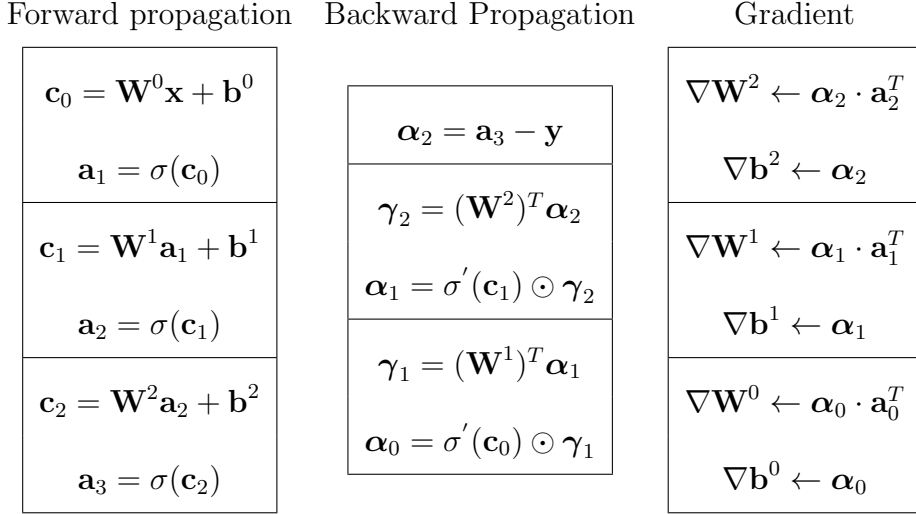 Forward propagation
c₀ = W⁰x + b⁰
a₁ = σ(c₀)
c₁ = W¹a₁ + b¹
a₂ = σ(c₁)
c₂ = W²a₂ + b²
a₃ = σ(c₂)
Backward Propagation
α₂ = a₃ − y
γ₂ = (W²)ᵀα₂
α₁ = σ′(c₁) ⊙ γ₂
γ₁ = (W¹)ᵀα₁
α₀ = σ′(c₀) ⊙ γ₁
Gradient
∇W² ← α₂ · a₂ᵀ
∇b² ← α₂
∇W¹ ← α₁ · a₁ᵀ
∇b¹ ← α₁
∇W⁰ ← α₀ · a₀ᵀ
∇b⁰ ← α₀